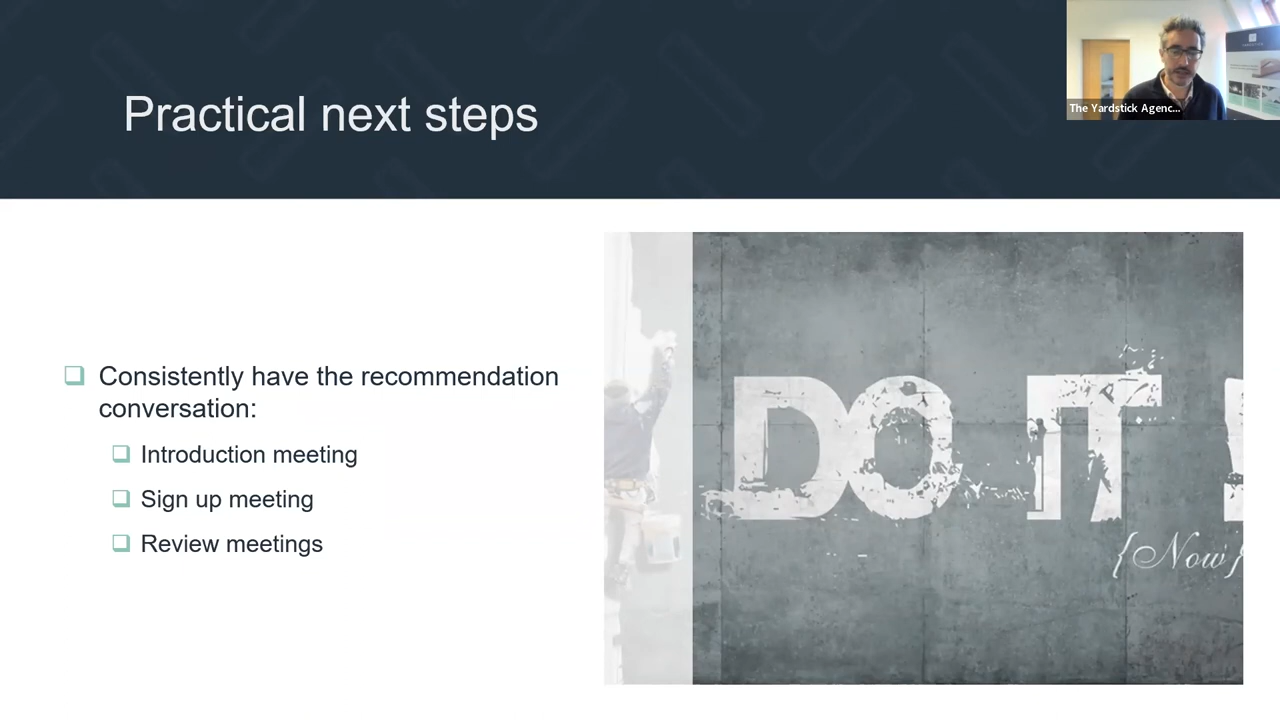 Practical next steps
The Yardstick Agenc...
Consistently have the recommendation
conversation:
Introduction meeting
Sign up meeting
Review meetings
DO IT
{Now}